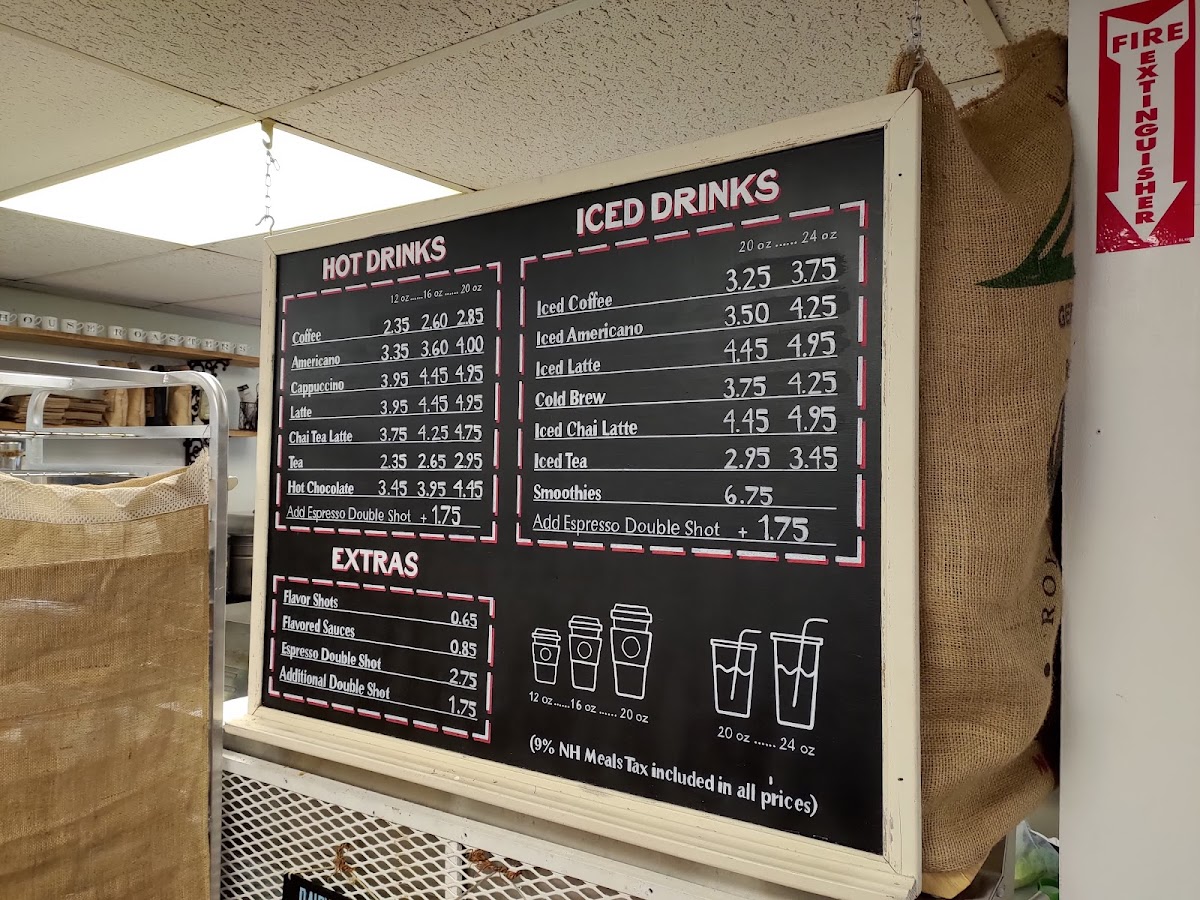 FIRE
EXTINGUISHER
HOT DRINKS
12 oz......16 oz ...... 20 oz
Coffee 2.35 2.60 2.85
Americano 3.35 3.60 4.00
Cappuccino 3.95 4.45 4.95
Latte 3.95 4.45 4.95
Chai Tea Latte 3.75 4.25 4.75
Tea 2.35 2.65 2.95
Hot Chocolate 3.45 3.95 4.45
Add Espresso Double Shot + 1.75
EXTRAS
Flavor Shots 0.65
Flavored Sauces 0.85
Espresso Double Shot 2.75
Additional Double Shot 1.75
ICED DRINKS
20 oz ...... 24 oz
Iced Coffee 3.25 3.75
Iced Americano 3.50 4.25
Iced Latte 4.45 4.95
Cold Brew 3.75 4.25
Iced Chai Latte 4.45 4.95
Iced Tea 2.95 3.45
Smoothies 6.75
Add Espresso Double Shot + 1.75
12 oz......16 oz ...... 20 oz
20 oz ...... 24 oz
(9% NH Meals Tax included in all prices)